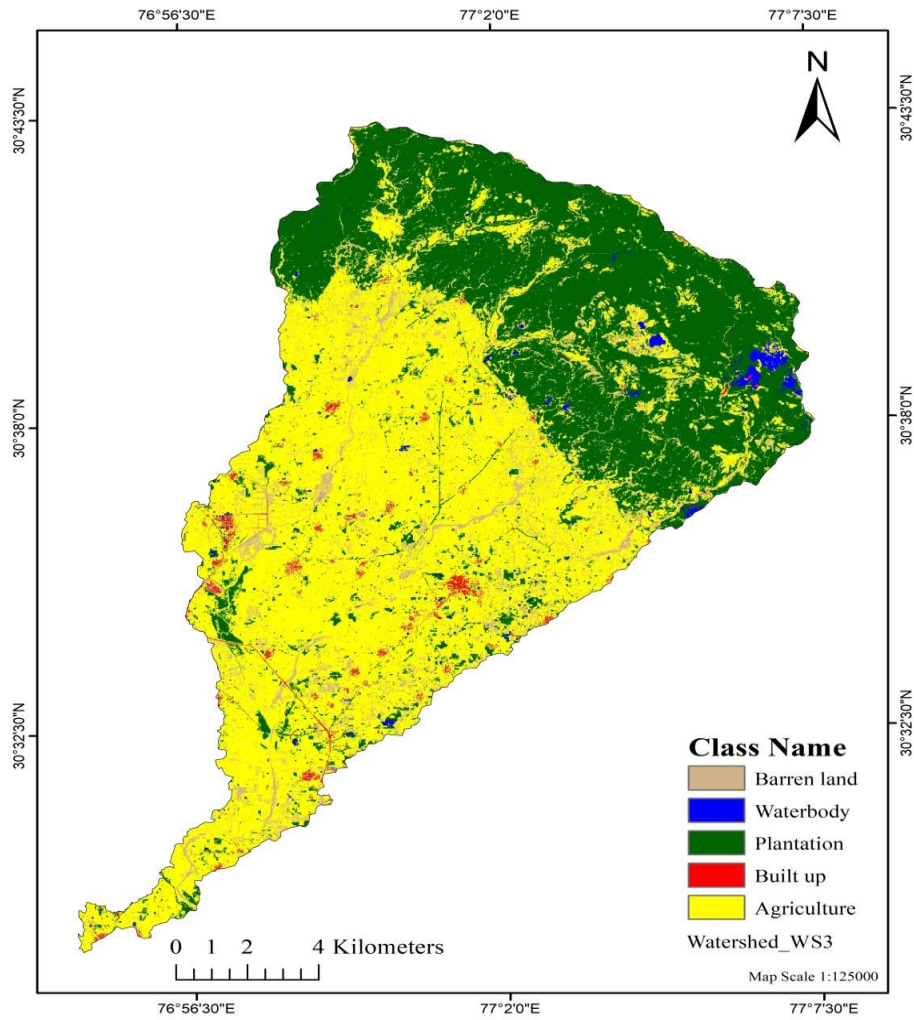 76°56'30"E 77°2'0"E 77°7'30"E
N
30°43'30"N 30°43'30"N
30°38'0"N 30°38'0"N
30°32'30"N 30°32'30"N
Class Name
Barren land
Waterbody
Plantation
Built up
Agriculture
Watershed_WS3
0 1 2 4 Kilometers
Map Scale 1:125000
76°56'30"E 77°2'0"E 77°7'30"E